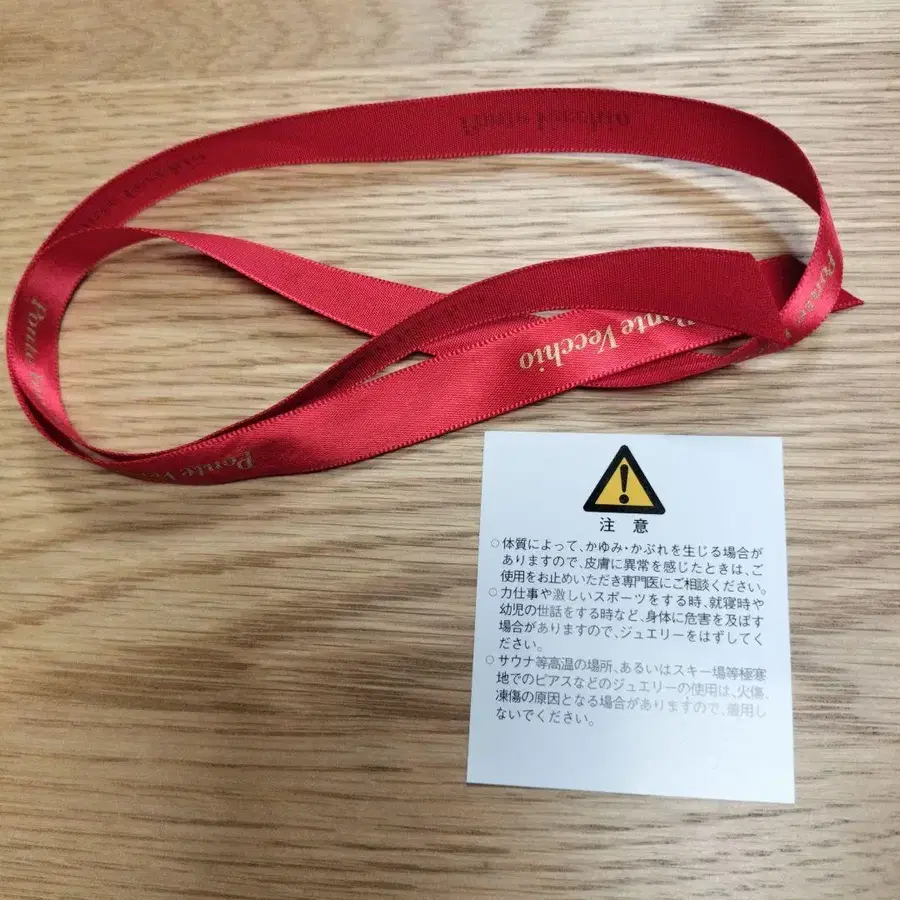 Ponte Vecchio
Ponte Vecchio
Ponte Vecchio
Ponte
Ponte
注 意
○体質によって、かゆみ・かぶれを生じる場合が
ありますので、皮膚に異常を感じたときは、ご
使用をお止めいただき専門医にご相談ください。
○力仕事や激しいスポーツをする時、就寝時や
幼児の世話をする時など、身体に危害を及ぼす
場合がありますので、ジュエリーをはずしてく
ださい。
○サウナ等高温の場所、あるいはスキー場等極寒
地でのピアスなどのジュエリーの使用は、火傷、
凍傷の原因となる場合がありますので、着用し
ないでください。